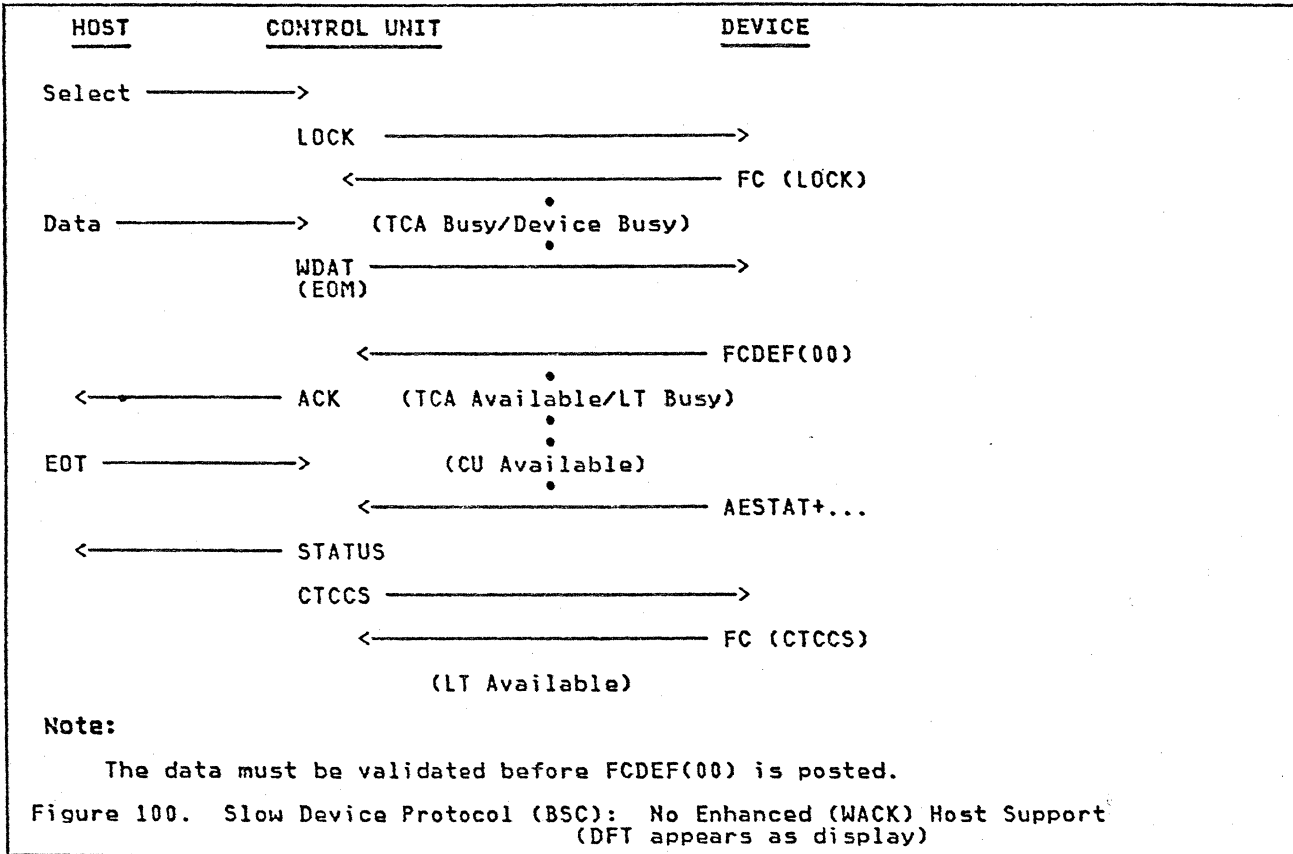 HOST CONTROL UNIT DEVICE
Select
LOCK
FC (LOCK)
Data (TCA Busy/Device Busy)
WDAT
(EOM)
FCDEF(00)
ACK (TCA Available/LT Busy)
EOT (CU Available)
AESTAT+...
STATUS
CTCCS
FC (CTCCS)
(LT Available)
Note:
The data must be validated before FCDEF(00) is posted.
Figure 100. Slow Device Protocol (BSC): No Enhanced (WACK) Host Support
(DFT appears as display)